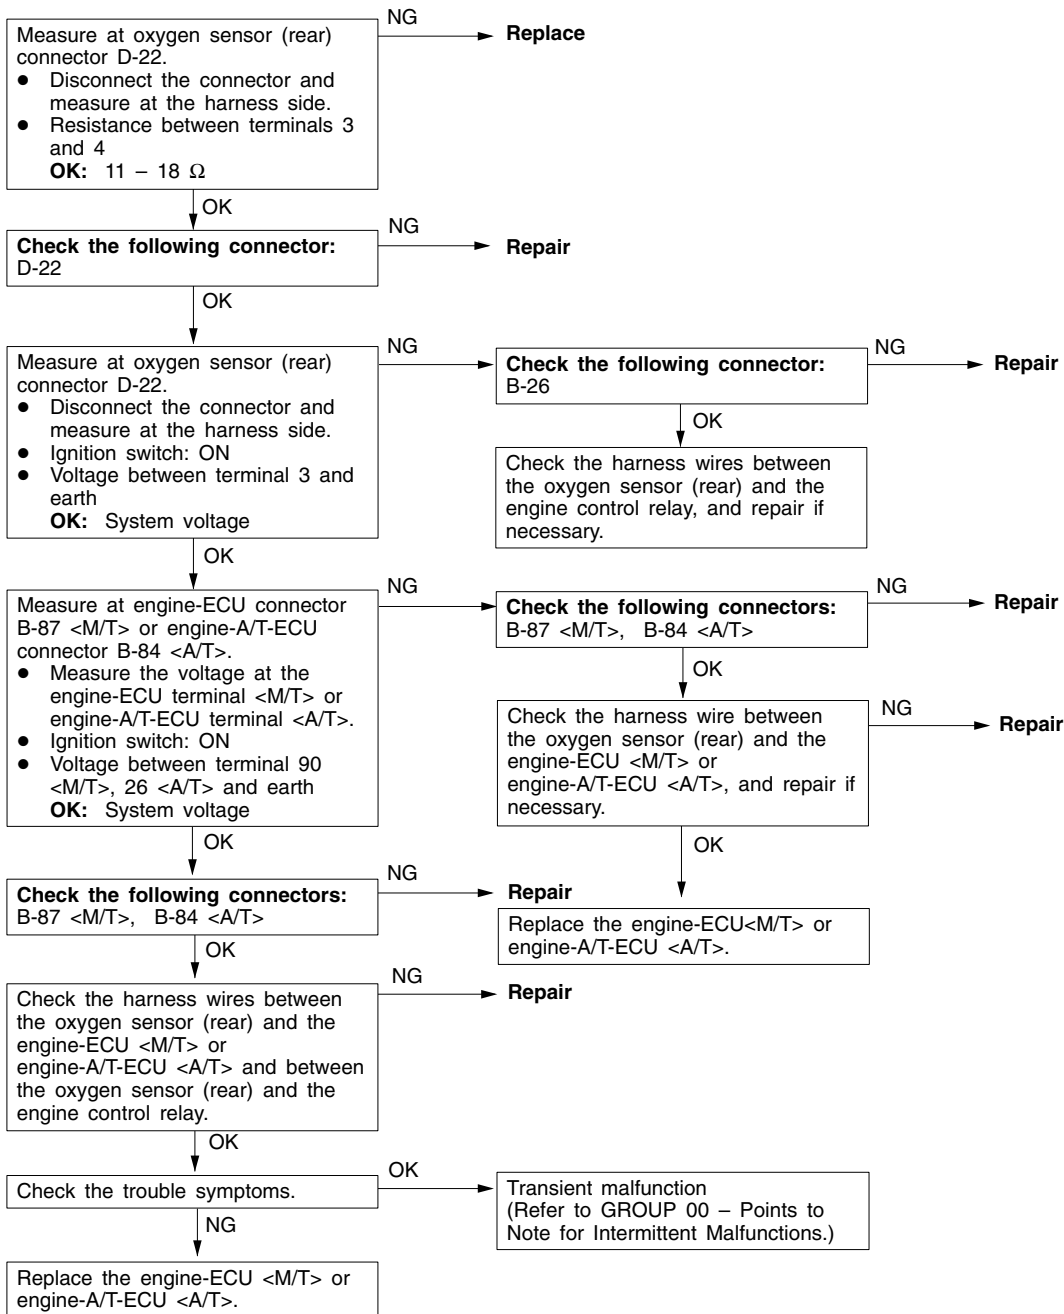 Measure at oxygen sensor (rear)
connector D-22.
● Disconnect the connector and
measure at the harness side.
● Resistance between terminals 3
and 4
OK: 11 – 18 Ω
NG
Replace
OK
Check the following connector:
D-22
NG
Repair
OK
Measure at oxygen sensor (rear)
connector D-22.
● Disconnect the connector and
measure at the harness side.
● Ignition switch: ON
● Voltage between terminal 3 and
earth
OK: System voltage
NG
Check the following connector:
B-26
NG
Repair
OK
Check the harness wires between
the oxygen sensor (rear) and the
engine control relay, and repair if
necessary.
OK
Measure at engine-ECU connector
B-87 <M/T> or engine-A/T-ECU
connector B-84 <A/T>.
● Measure the voltage at the
engine-ECU terminal <M/T> or
engine-A/T-ECU terminal <A/T>.
● Ignition switch: ON
● Voltage between terminal 90
<M/T>, 26 <A/T> and earth
OK: System voltage
NG
Check the following connectors:
B-87 <M/T>, B-84 <A/T>
NG
Repair
OK
Check the harness wire between
the oxygen sensor (rear) and the
engine-ECU <M/T> or
engine-A/T-ECU <A/T>, and repair if
necessary.
NG
Repair
OK
Replace the engine-ECU<M/T> or
engine-A/T-ECU <A/T>.
OK
Check the following connectors:
B-87 <M/T>, B-84 <A/T>
NG
Repair
OK
Check the harness wires between
the oxygen sensor (rear) and the
engine-ECU <M/T> or
engine-A/T-ECU <A/T> and between
the oxygen sensor (rear) and the
engine control relay.
NG
Repair
OK
Check the trouble symptoms.
OK
Transient malfunction
(Refer to GROUP 00 – Points to
Note for Intermittent Malfunctions.)
NG
Replace the engine-ECU <M/T> or
engine-A/T-ECU <A/T>.